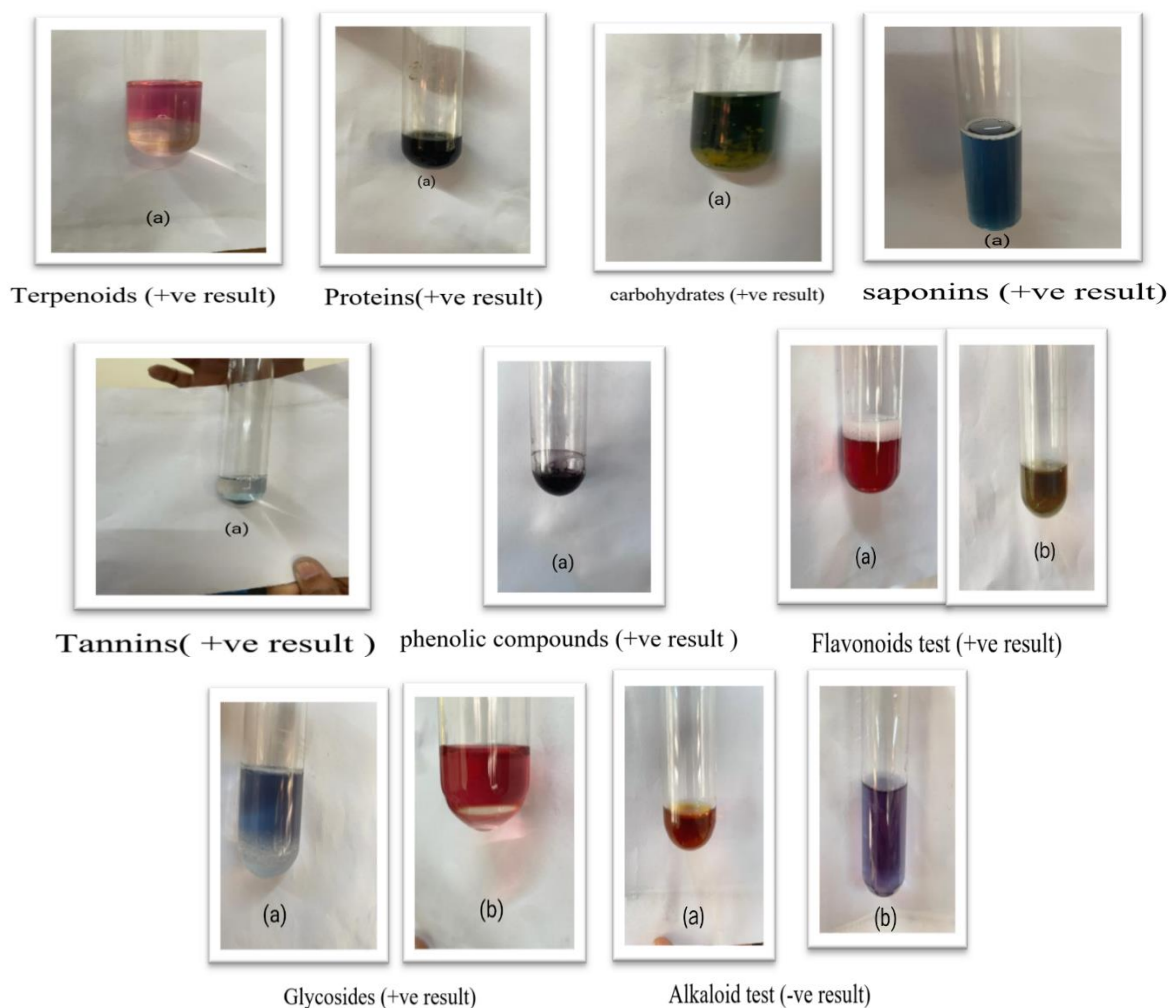 (a)
(a)
(a)
(a)
Terpenoids (+ve result)
Proteins(+ve result)
carbohydrates (+ve result)
saponins (+ve result)
(a)
(a)
(a)
(b)
Tannins( +ve result )
phenolic compounds (+ve result )
Flavonoids test (+ve result)
(a)
(b)
(a)
(b)
Glycosides (+ve result)
Alkaloid test (-ve result)